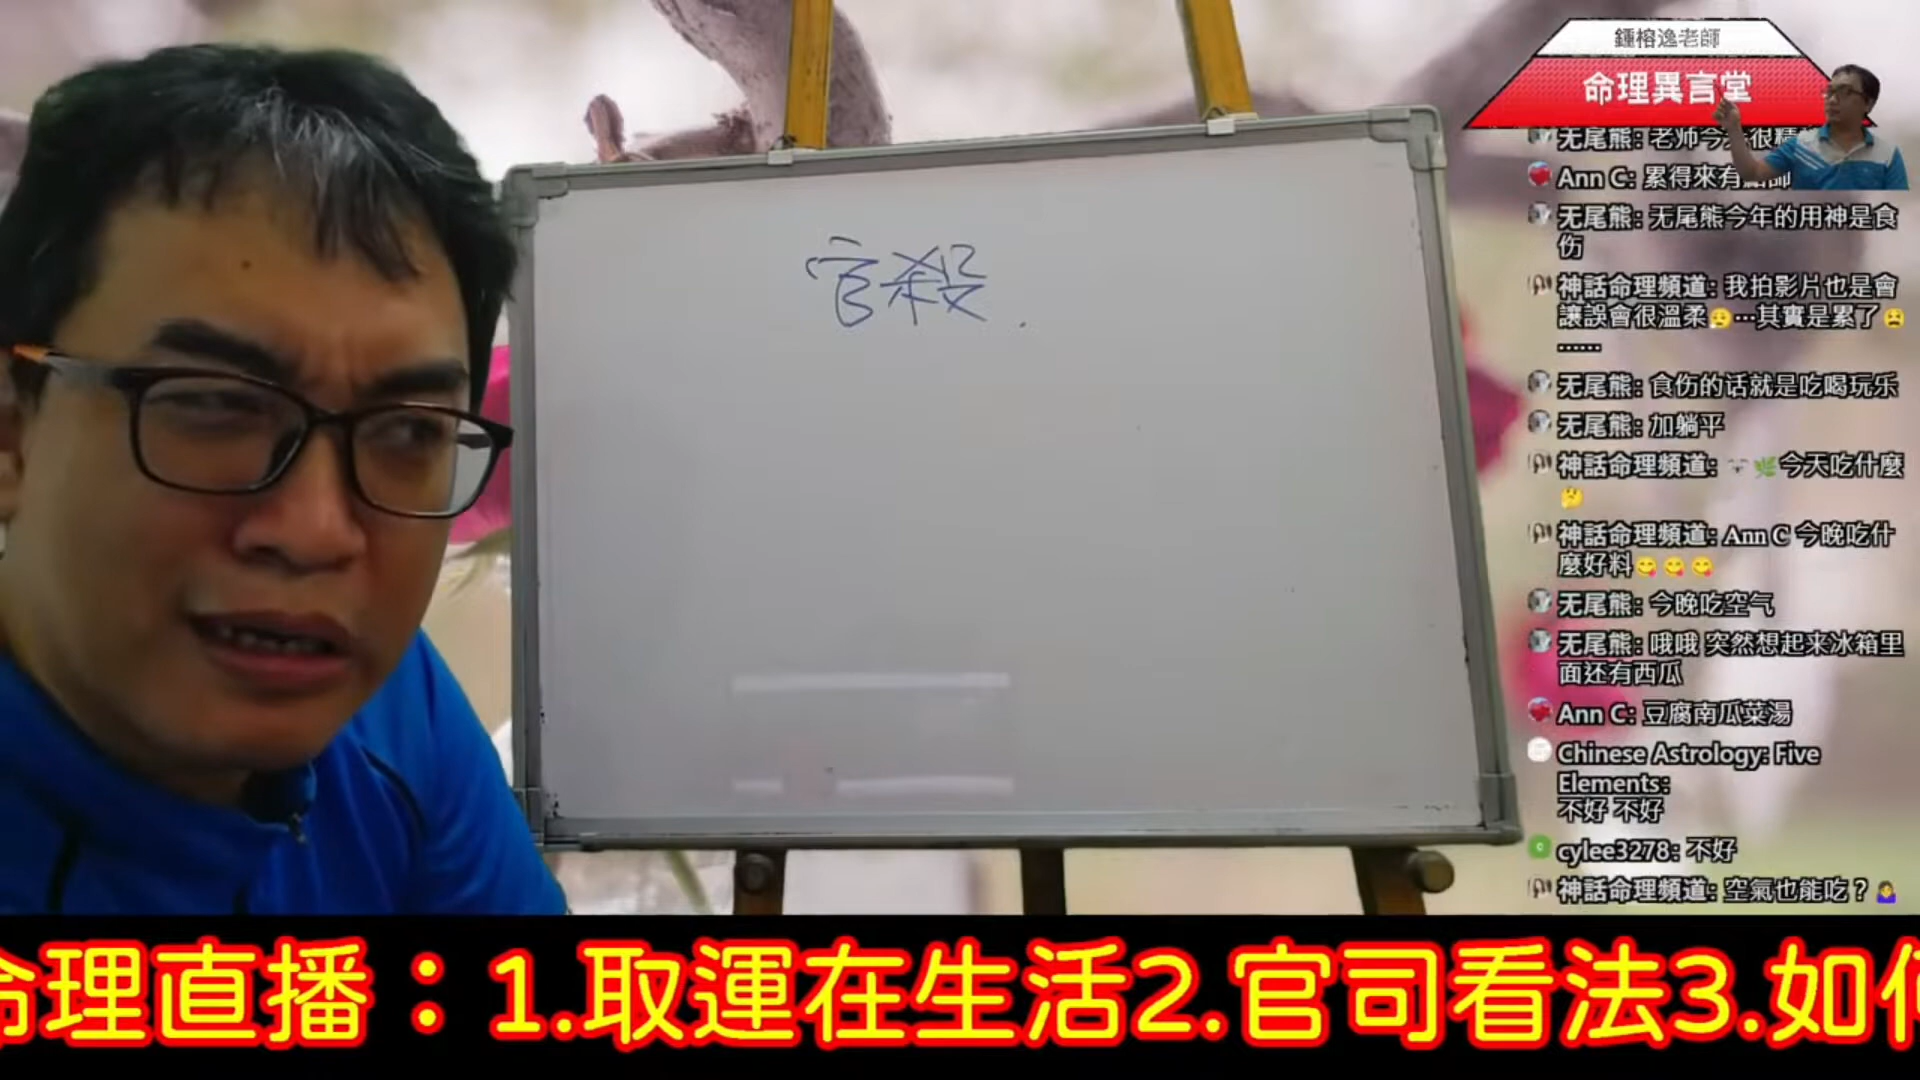 鍾榕逸老師
命理異言堂
官殺.
无尾熊: 老师今天很精
Ann C: 累得來有點帥
无尾熊: 无尾熊今年的用神是食
伤
神話命理頻道: 我拍影片也是會
讓誤會很溫柔😥⋯其實是累了😫
⋯⋯
无尾熊: 食伤的话就是吃喝玩乐
无尾熊: 加躺平
神話命理頻道: 🐨🌿今天吃什麼
🤔
神話命理頻道: Ann C 今晚吃什
麼好料😋😋😋
无尾熊: 今晚吃空气
无尾熊: 哦哦 突然想起来冰箱里
面还有西瓜
Ann C: 豆腐南瓜菜湯
Chinese Astrology: Five
Elements:
不好 不好
cylee3278: 不好
神話命理頻道: 空氣也能吃？🤷‍♀️
命理直播：1.取運在生活2.官司看法3.如何